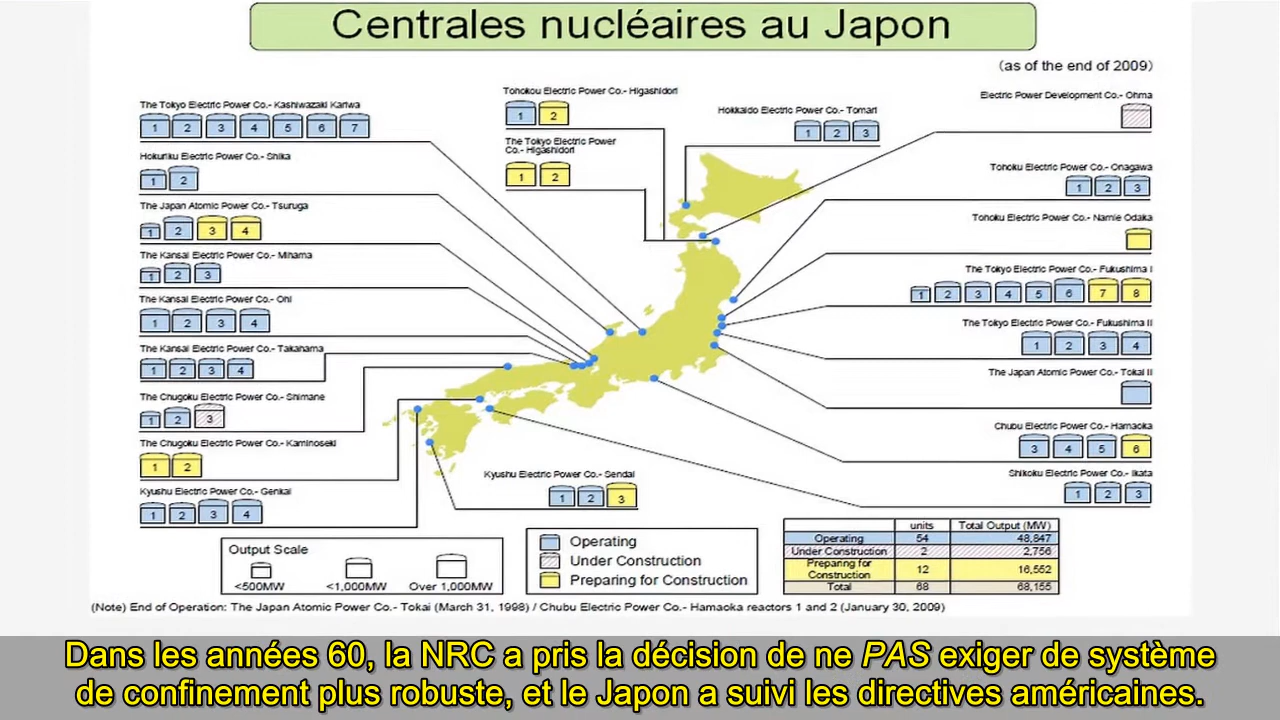 Centrales nucléaires au Japon
(as of the end of 2009)
The Tokyo Electric Power Co.- Kashiwazaki Kariwa
1 2 3 4 5 6 7
Hokuriku Electric Power Co.- Shika
1 2
The Japan Atomic Power Co.- Tsuruga
1 2 3 4
The Kansai Electric Power Co.- Mihama
1 2 3
The Kansai Electric Power Co.- Ohi
1 2 3 4
The Kansai Electric Power Co.- Takahama
1 2 3 4
The Chugoku Electric Power Co.- Shimane
1 2 3
The Chugoku Electric Power Co.- Kaminoseki
1 2
Kyushu Electric Power Co.- Genkai
1 2 3 4
Tohokou Electric Power Co.- Higashidori
1 2
The Tokyo Electric Power
Co.- Higashidori
1 2
Hokkaido Electric Power Co.- Tomari
1 2 3
Electric Power Development Co.- Ohma
Tohoku Electric Power Co.- Onagawa
1 2 3
Tohoku Electric Power Co.- Namie Odaka
The Tokyo Electric Power Co.- Fukushima I
1 2 3 4 5 6 7 8
The Tokyo Electric Power Co.- Fukushima II
1 2 3 4
The Japan Atomic Power Co.- Tokai II
Chubu Electric Power Co.- Hamaoka
3 4 5 6
Shikoku Electric Power Co.- Ikata
1 2 3
Kyushu Electric Power Co.- Sendai
1 2 3
Output Scale
<500MW <1,000MW Over 1,000MW
Operating
Under Construction
Preparing for Construction
units Total Output (MW)
Operating 54 48,847
Under Construction 2 2,756
Preparing for
Construction 12 16,552
Total 68 68,155
(Note) End of Operation: The Japan Atomic Power Co.- Tokai (March 31, 1998) / Chubu Electric Power Co.- Hamaoka reactors 1 and 2 (January 30, 2009)
Dans les années 60, la NRC a pris la décision de ne PAS exiger de système
de confinement plus robuste, et le Japon a suivi les directives américaines.